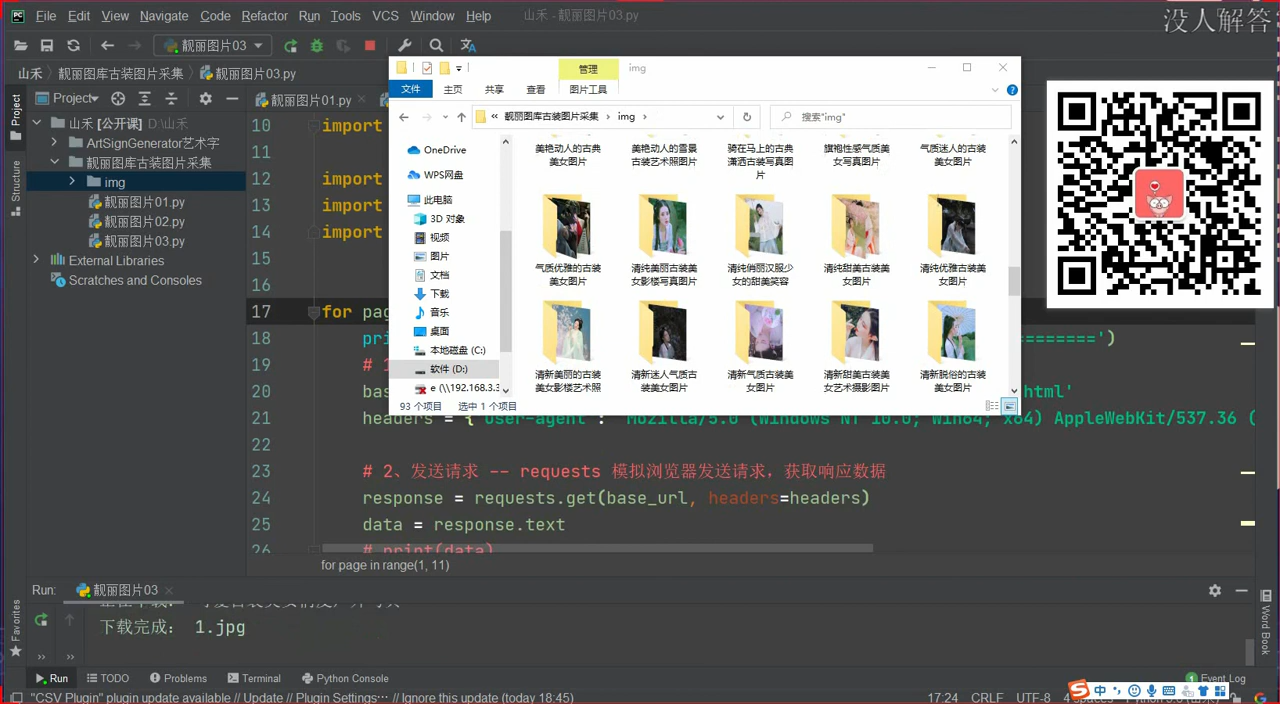 File Edit View Navigate Code Refactor Run Tools VCS Window Help 山禾 - 靓丽图片03.py
没人解答
靓丽图片03
山禾 靓丽图库古装图片采集 靓丽图片03.py
Project
靓丽图片01.py
Project
山禾 [公开课] D:\山禾
ArtSignGenerator艺术字
靓丽图库古装图片采集
img
靓丽图片01.py
靓丽图片02.py
靓丽图片03.py
External Libraries
Scratches and Consoles
Structure
Favorites
管理 img
文件 主页 共享 查看 图片工具
« 靓丽图库古装图片采集 › img ›
搜索"img"
OneDrive
WPS网盘
此电脑
3D 对象
视频
图片
文档
下载
音乐
桌面
本地磁盘 (C:)
软件 (D:)
e (\\192.168.3.3
美艳动人的古典美女图片
美艳动人的雪景古装艺术照图片
骑在马上的古典潇洒古装写真图片
旗袍性感气质美女写真图片
气质迷人的古装美女图片
气质优雅的古装美女图片
清纯美丽古装美女影楼写真图片
清纯俏丽汉服少女的甜美笑容
清纯甜美古装美女图片
清纯优雅古装美女图片
清新美丽的古装美女影楼艺术照
清新迷人气质古装美女图片
清新气质古装美女图片
清新甜美古装美女艺术摄影图片
清新脱俗的古装美女图片
93 个项目 选中 1 个项目
10 import
11
12 import
13 import
14 import
15
16
17 for pag
18 pri =======')
19 # 1
20 bas html'
21 headers = {'User-agent': 'Mozilla/5.0 (Windows NT 10.0; Win64; x64) AppleWebKit/537.36 (
22
23 # 2、发送请求 -- requests 模拟浏览器发送请求，获取响应数据
24 response = requests.get(base_url, headers=headers)
25 data = response.text
26 # print(data)
for page in range(1, 11)
Run: 靓丽图片03
下载完成： 1.jpg
Word Book
Run TODO Problems Terminal Python Console 1 Event Log
"CSV Plugin" plugin update available // Update // Plugin Settings... // Ignore this update (today 18:45) 17:24 CRLF UTF-8
中